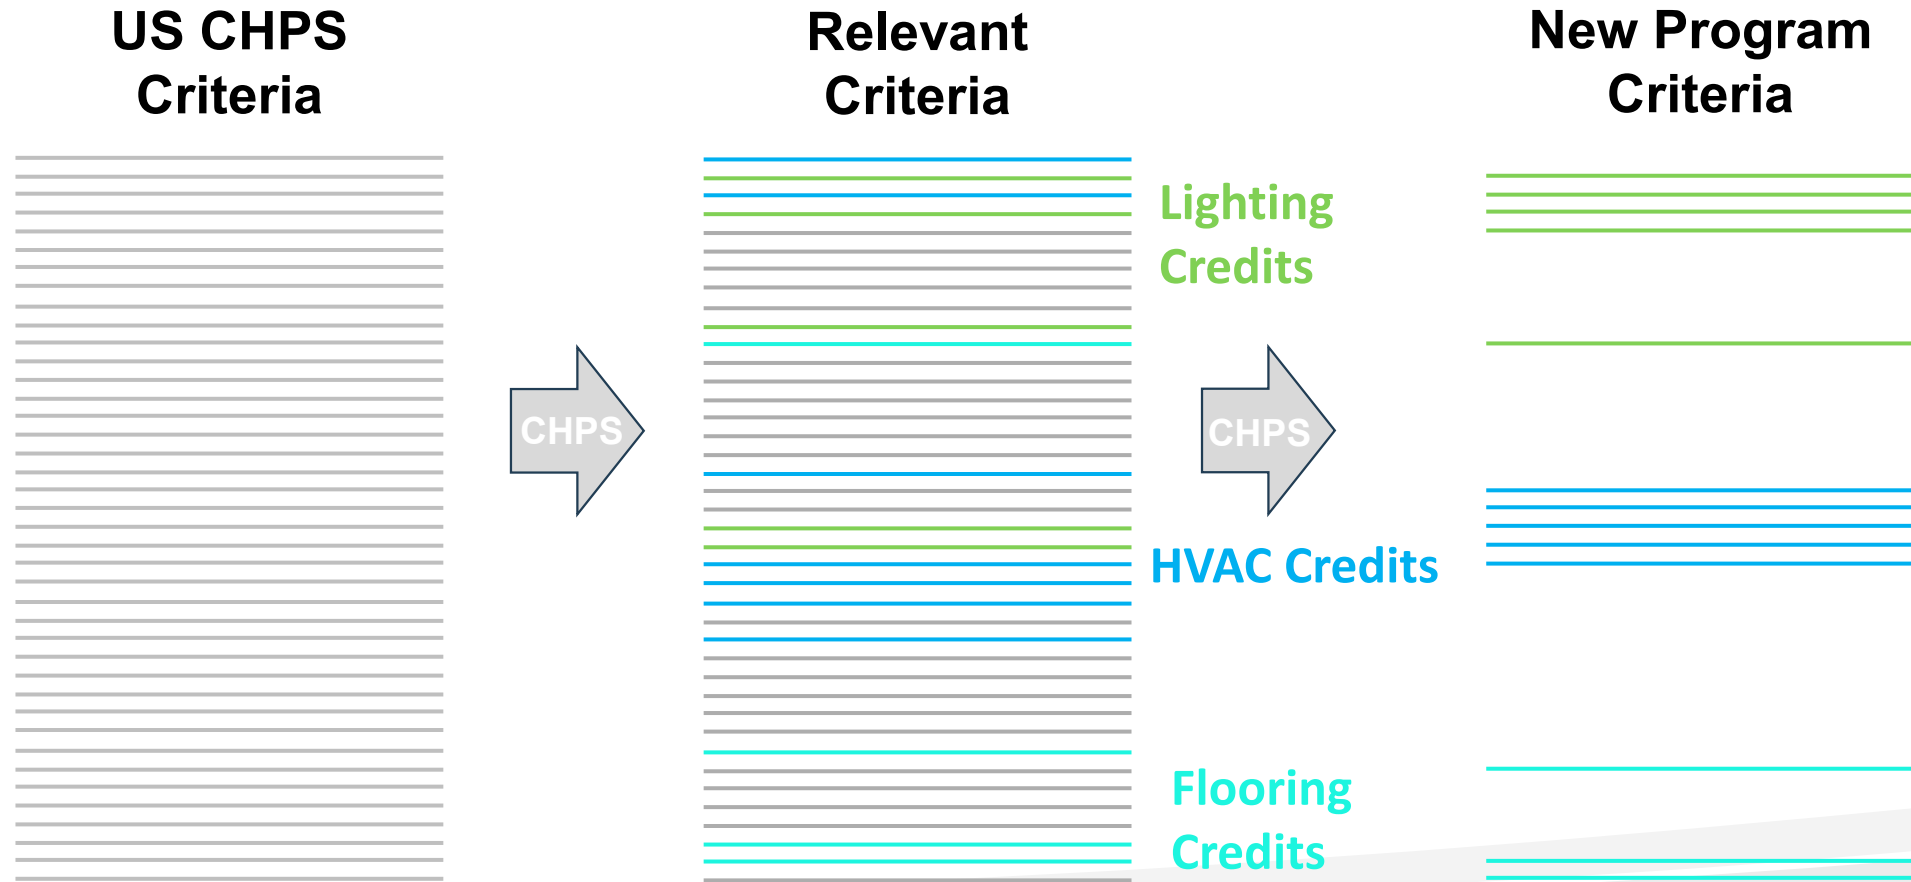 US CHPS
Criteria
Relevant
Criteria
New Program
Criteria
Lighting
Credits
CHPS
CHPS
HVAC Credits
Flooring
Credits